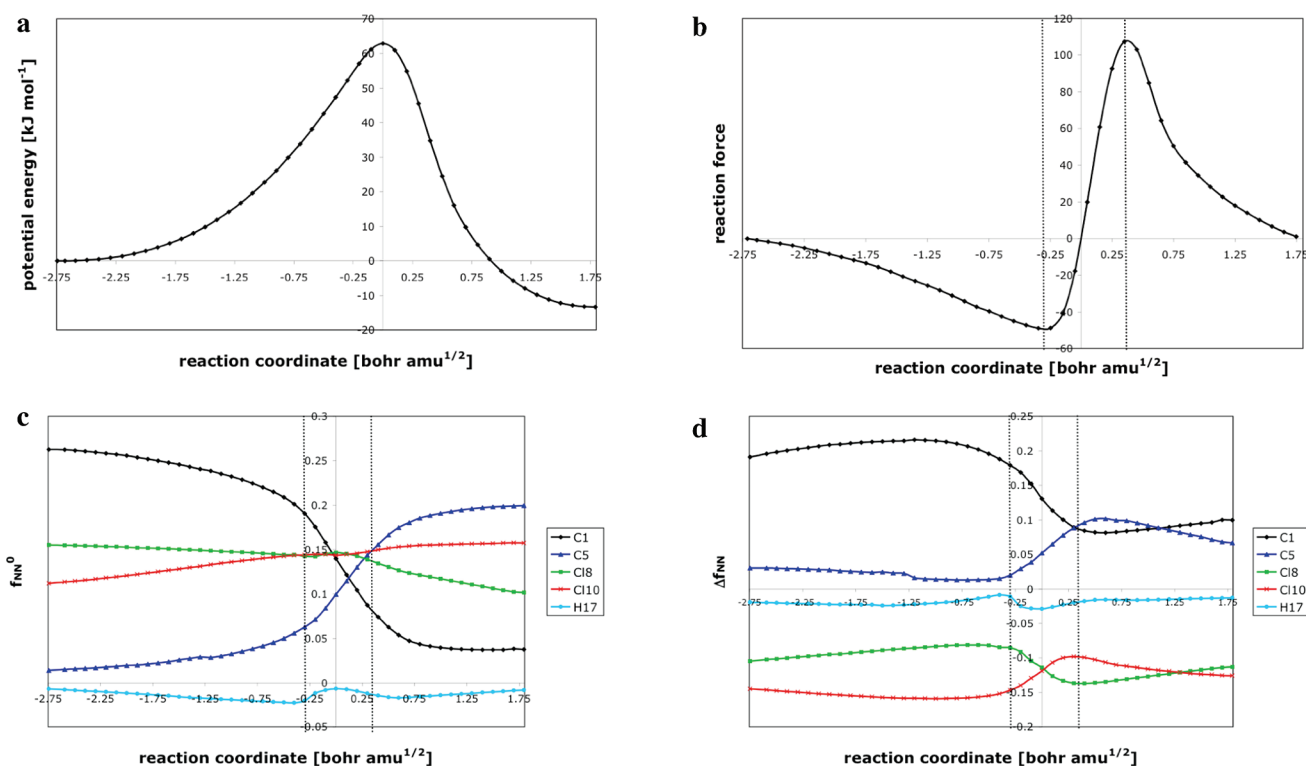 a
potential energy [kJ mol-1]
70
60
50
40
30
20
10
0
-10
-20
-2.75 -2.25 -1.75 -1.25 -0.75 -0.25 0.25 0.75 1.25 1.75
reaction coordinate [bohr amu1/2]
b
reaction force
120
100
80
60
40
20
0
-20
-40
-60
-2.75 -2.25 -1.75 -1.25 -0.75 -0.25 0.25 0.75 1.25 1.75
reaction coordinate [bohr amu1/2]
c
fNN0
0.3
0.25
0.2
0.15
0.1
0.05
0
-0.05
-2.75 -2.25 -1.75 -1.25 -0.75 -0.25 0.25 0.75 1.25 1.75
C1
C5
Cl8
Cl10
H17
reaction coordinate [bohr amu1/2]
d
ΔfNN
0.25
0.2
0.15
0.1
0.05
0
-0.05
-0.1
-0.15
-0.2
-2.75 -2.25 -1.75 -1.25 -0.75 -0.25 0.25 0.75 1.25 1.75
C1
C5
Cl8
Cl10
H17
reaction coordinate [bohr amu1/2]